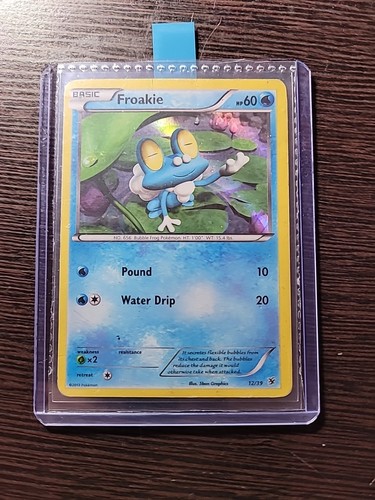 BASIC
Froakie
HP60
NO. 656 Bubble Frog Pokémon HT: 1'00" WT: 15.4 lbs.
Pound 10
Water Drip 20
weakness resistance
×2
retreat
It secretes flexible bubbles from
its chest and back. The bubbles
reduce the damage it would
otherwise take when attacked.
©2015 Pokémon Illus. 5ban Graphics 12/39